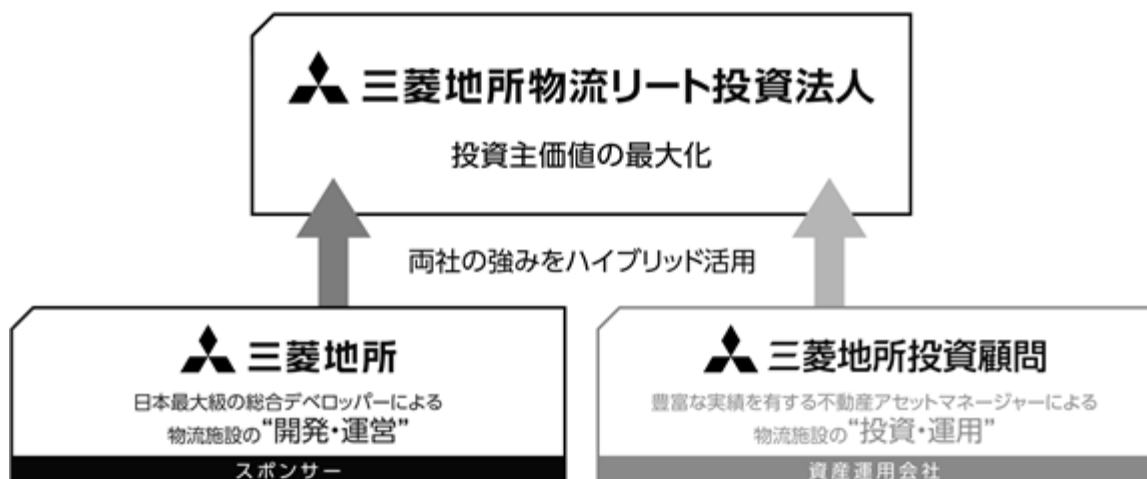 三菱地所物流リート投資法人
投資主価値の最大化
両社の強みをハイブリッド活用
三菱地所
日本最大級の総合デベロッパーによる
物流施設の“開発・運営”
スポンサー
三菱地所投資顧問
豊富な実績を有する不動産アセットマネージャーによる
物流施設の“投資・運用”
資産運用会社